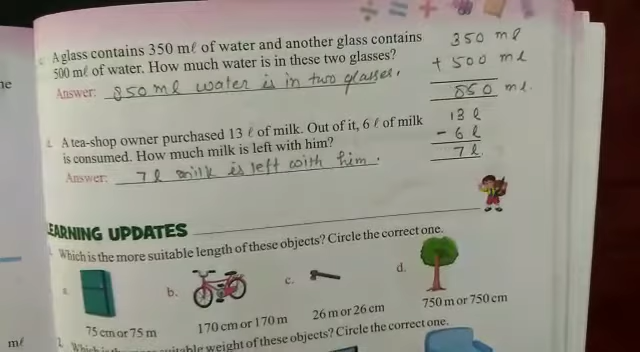 A glass contains 350 mℓ of water and another glass contains
500 mℓ of water. How much water is in these two glasses?
Answer: 850 mℓ water is in two glasses.
350 mℓ
+ 500 mℓ
850 mℓ.
A tea-shop owner purchased 13 ℓ of milk. Out of it, 6 ℓ of milk
is consumed. How much milk is left with him?
Answer: 7 ℓ milk is left with him.
13 ℓ
- 6 ℓ
7 ℓ.
LEARNING UPDATES
Which is the more suitable length of these objects? Circle the correct one.
a.
b.
c.
d.
75 cm or 75 m
170 cm or 170 m
26 m or 26 cm
750 m or 750 cm
suitable weight of these objects? Circle the correct one.
mℓ